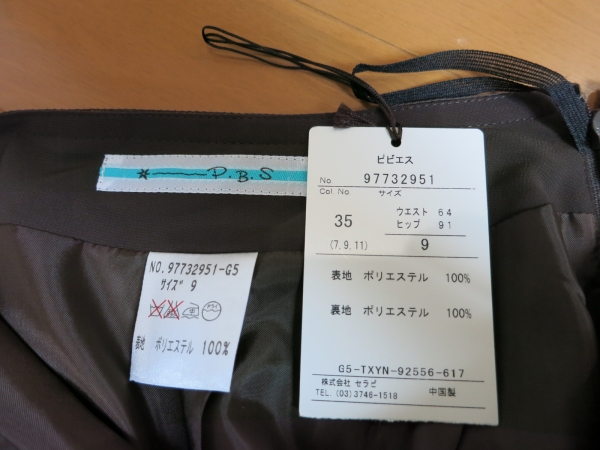 P.B.S
NO.97732951-G5
サイズ 9
表地 ポリエステル 100%
ピビエス
No. 97732951
Col.No. サイズ
35 ウエスト 64
ヒップ 91
(7,9,11) 9
表地 ポリエステル 100%
裏地 ポリエステル 100%
G5-TXYN-92556-617
株式会社 セラビ
TEL.(03)3746-1518 中国製